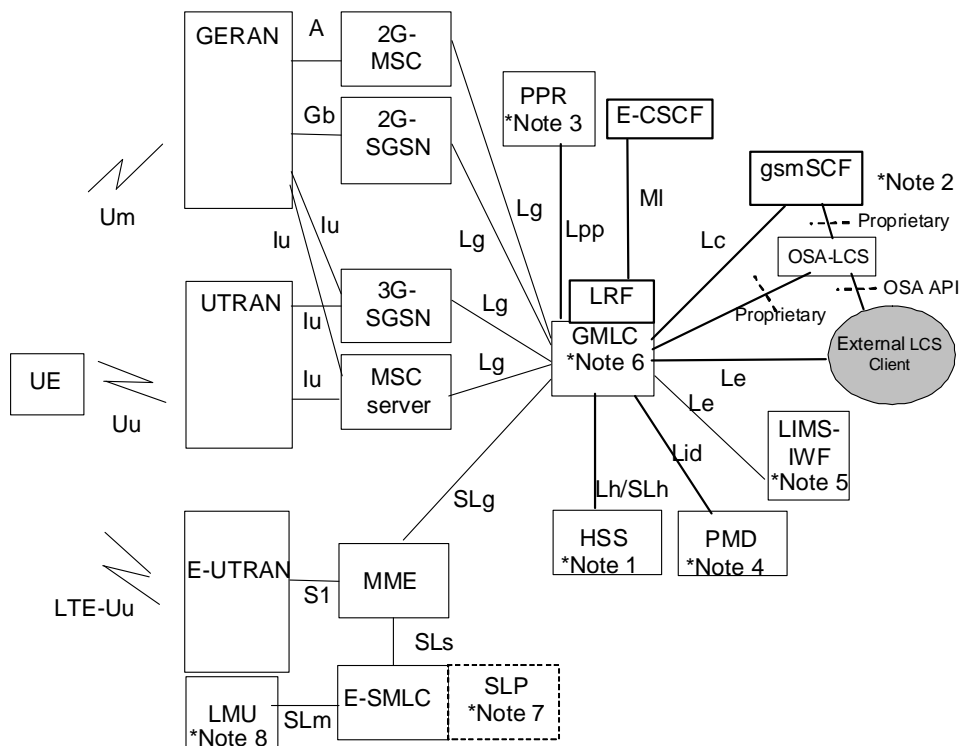 GERAN
A
2G-
MSC
Gb
2G-
SGSN
PPR
*Note 3
E-CSCF
gsmSCF
*Note 2
Um
Iu
Iu
Lg
Lg
Lpp
Ml
Lc
Proprietary
OSA-LCS
OSA API
Proprietary
UTRAN
Iu
3G-
SGSN
Lg
LRF
GMLC
*Note 6
External LCS
Client
UE
Uu
Iu
MSC
server
Lg
Le
Le
LIMS-
IWF
*Note 5
Lid
SLg
Lh/SLh
HSS
*Note 1
PMD
*Note 4
E-UTRAN
LTE-Uu
S1
MME
SLs
LMU
*Note 8
SLm
E-SMLC
SLP
*Note 7